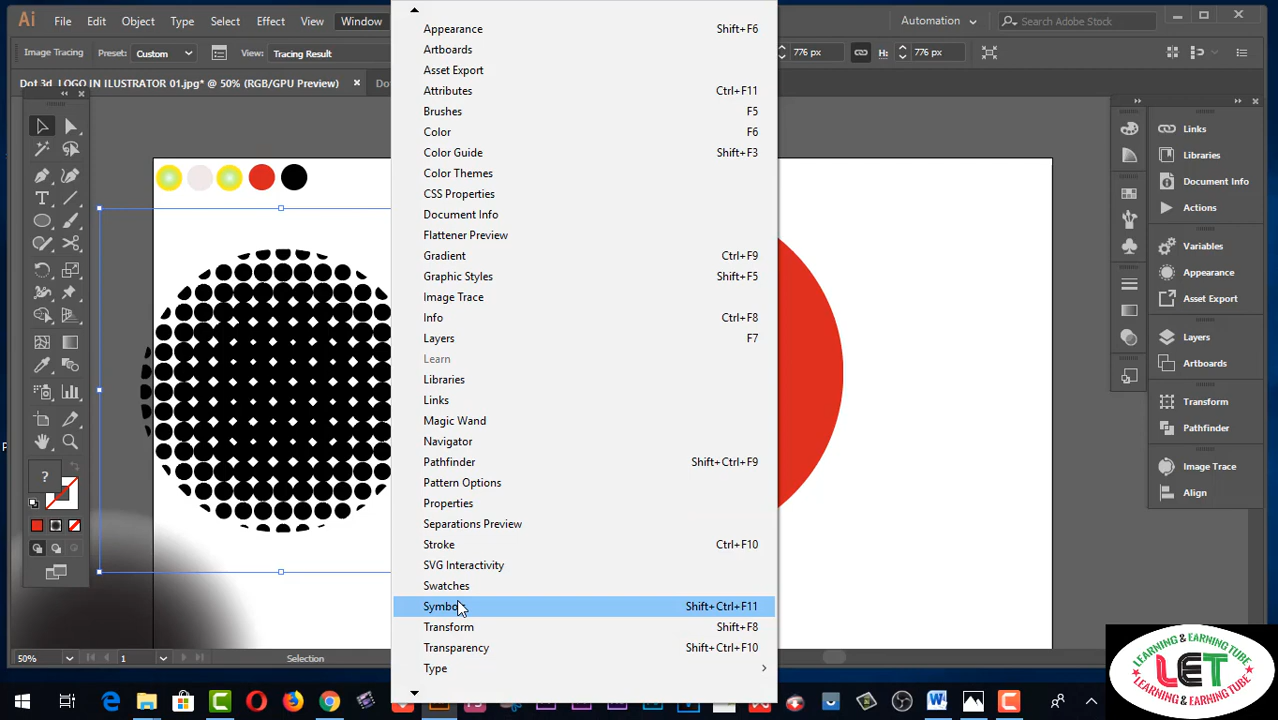 Ai File Edit Object Type Select Effect View Window
Automation Search Adobe Stock
Image Tracing Preset: Custom View: Tracing Result
776 px H: 776 px
Dot 3d LOGO IN ILUSTRATOR 01.jpg* @ 50% (RGB/GPU Preview) × Do
Appearance Shift+F6
Artboards
Asset Export
Attributes Ctrl+F11
Brushes F5
Color F6
Color Guide Shift+F3
Color Themes
CSS Properties
Document Info
Flattener Preview
Gradient Ctrl+F9
Graphic Styles Shift+F5
Image Trace
Info Ctrl+F8
Layers F7
Learn
Libraries
Links
Magic Wand
Navigator
Pathfinder Shift+Ctrl+F9
Pattern Options
Properties
Separations Preview
Stroke Ctrl+F10
SVG Interactivity
Swatches
Shift+Ctrl+F11
Transform Shift+F8
Transparency Shift+Ctrl+F10
Type
Links
Libraries
Document Info
Actions
Variables
Appearance
Asset Export
Layers
Artboards
Transform
Pathfinder
Image Trace
Align
?
50% 1 Selection
LEARNING & EARNING TUBE
LET
LEARNING & EARNING TUBE